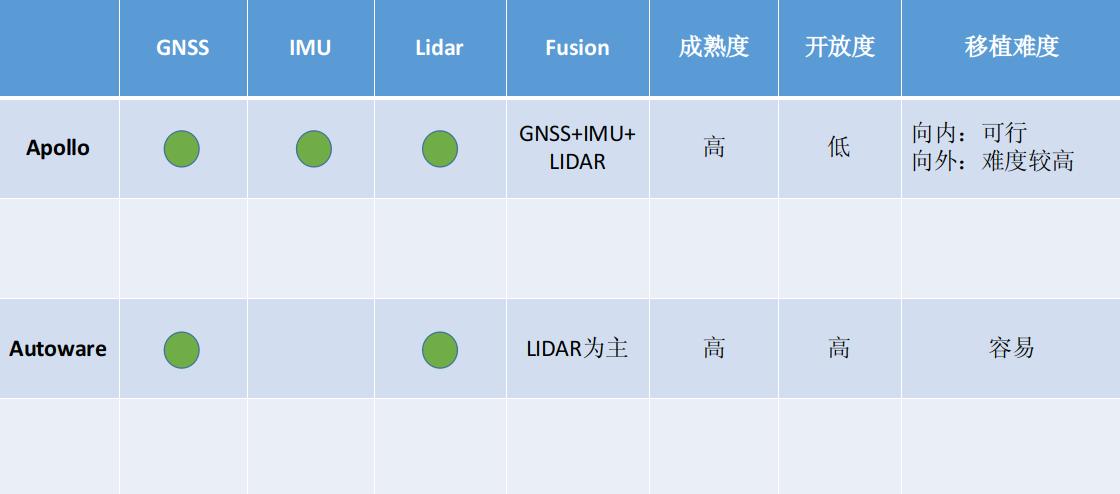 GNSS IMU Lidar Fusion 成熟度 开放度 移植难度
Apollo GNSS+IMU+ 高 低 向内：可行
LIDAR 向外：难度较高
Autoware LIDAR为主 高 高 容易